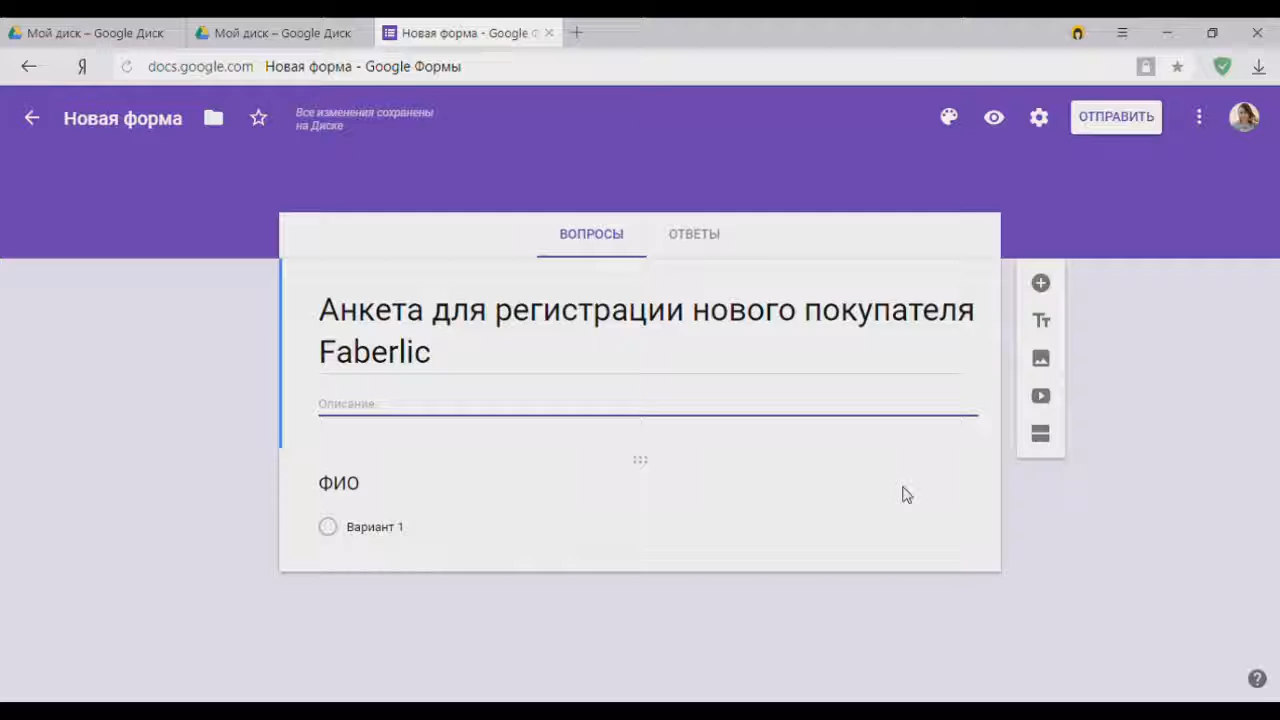 Мой диск – Google Диск
Мой диск – Google Диск
Новая форма - Google
docs.google.com Новая форма - Google Формы
Новая форма
Все изменения сохранены
на Диске
ОТПРАВИТЬ
ВОПРОСЫ
ОТВЕТЫ
Анкета для регистрации нового покупателя
Faberlic
Tт
Описание
ФИО
Вариант 1